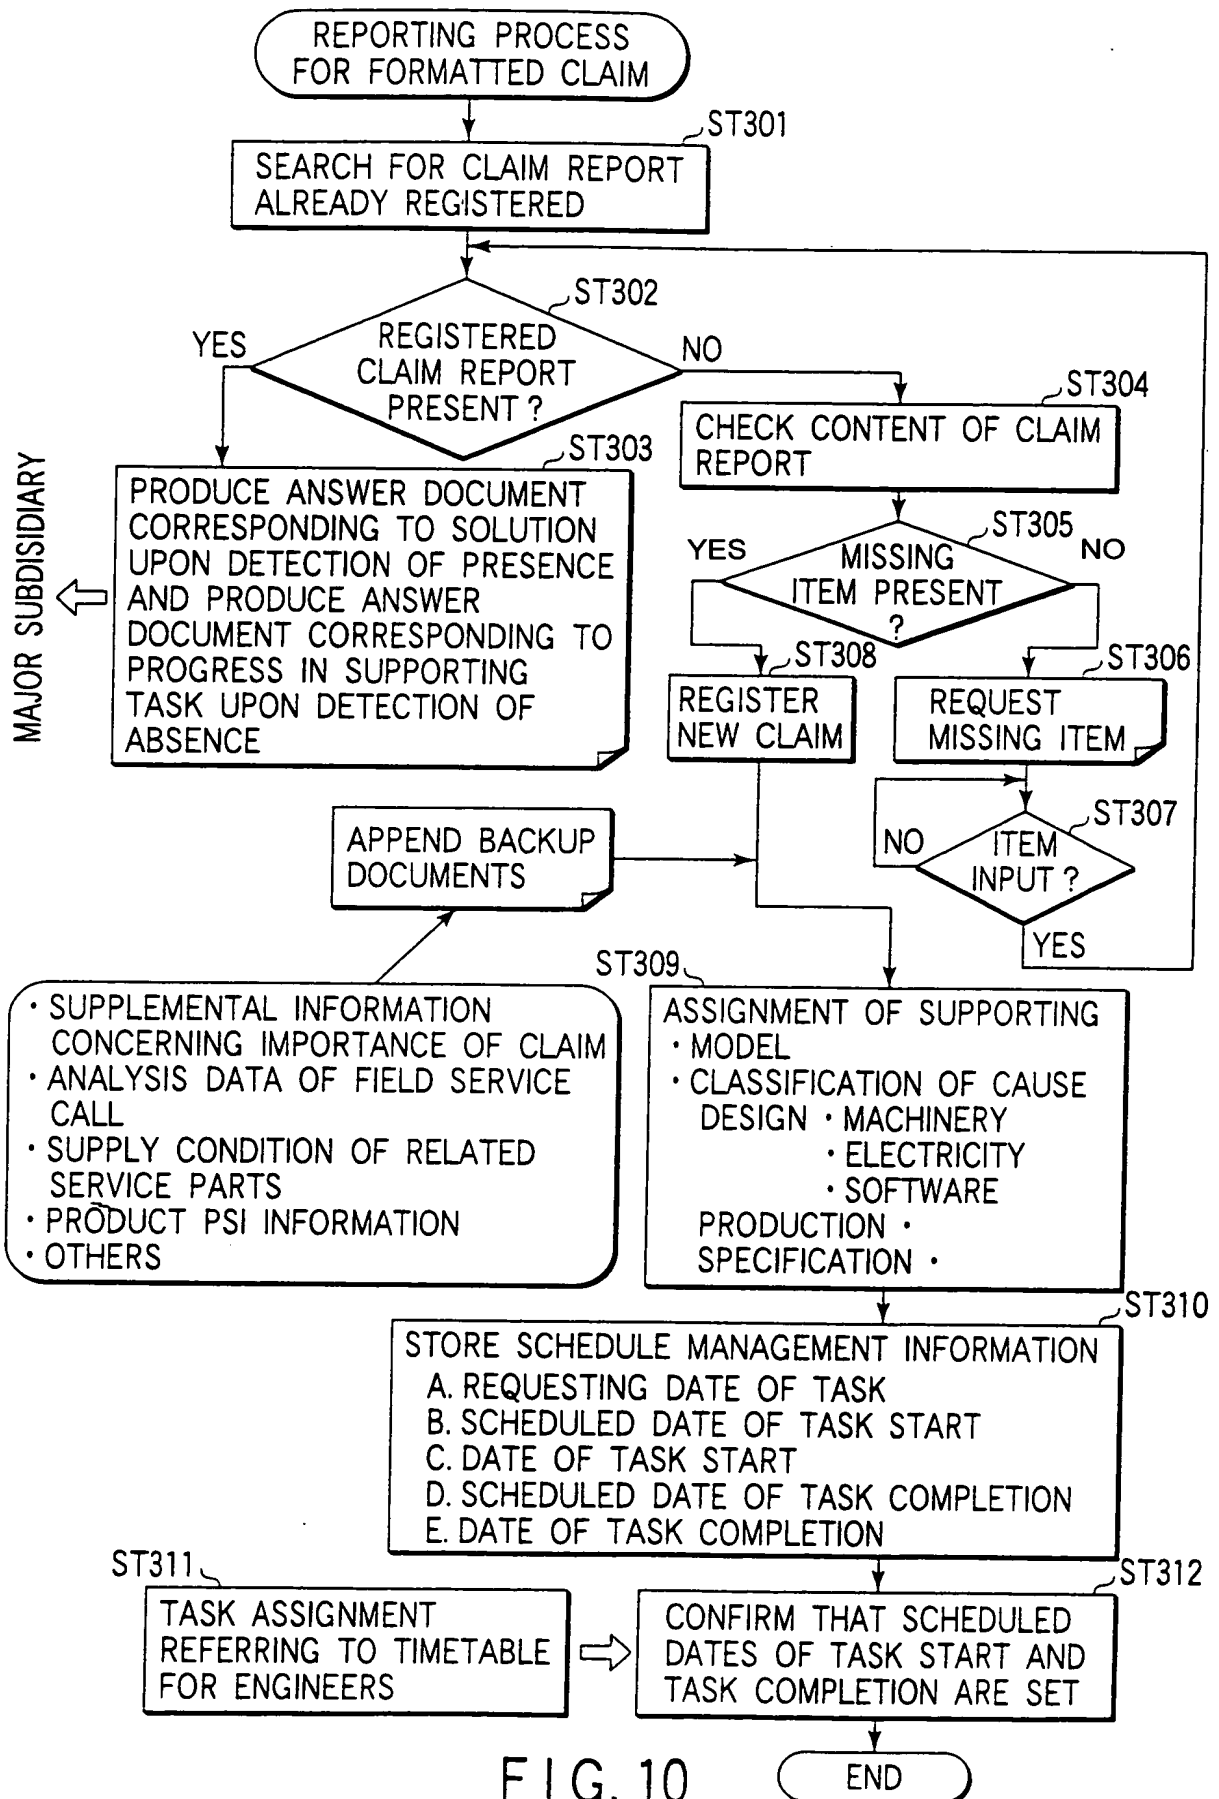 REPORTING PROCESS
FOR FORMATTED CLAIM
ST301
SEARCH FOR CLAIM REPORT
ALREADY REGISTERED
ST302
YES
REGISTERED
CLAIM REPORT
PRESENT ?
NO
ST304
CHECK CONTENT OF CLAIM
REPORT
ST303
PRODUCE ANSWER DOCUMENT
CORRESPONDING TO SOLUTION
UPON DETECTION OF PRESENCE
AND PRODUCE ANSWER
DOCUMENT CORRESPONDING TO
PROGRESS IN SUPPORTING
TASK UPON DETECTION OF
ABSENCE
MAJOR SUBDISIDIARY
ST305
YES
MISSING
ITEM PRESENT
?
NO
ST308
REGISTER
NEW CLAIM
ST306
REQUEST
MISSING ITEM
ST307
NO
ITEM
INPUT ?
YES
APPEND BACKUP
DOCUMENTS
· SUPPLEMENTAL INFORMATION
CONCERNING IMPORTANCE OF CLAIM
· ANALYSIS DATA OF FIELD SERVICE
CALL
· SUPPLY CONDITION OF RELATED
SERVICE PARTS
· PRODUCT PSI INFORMATION
· OTHERS
ST309
ASSIGNMENT OF SUPPORTING
· MODEL
· CLASSIFICATION OF CAUSE
DESIGN · MACHINERY
· ELECTRICITY
· SOFTWARE
PRODUCTION ·
SPECIFICATION ·
ST310
STORE SCHEDULE MANAGEMENT INFORMATION
A. REQUESTING DATE OF TASK
B. SCHEDULED DATE OF TASK START
C. DATE OF TASK START
D. SCHEDULED DATE OF TASK COMPLETION
E. DATE OF TASK COMPLETION
ST311
TASK ASSIGNMENT
REFERRING TO TIMETABLE
FOR ENGINEERS
ST312
CONFIRM THAT SCHEDULED
DATES OF TASK START AND
TASK COMPLETION ARE SET
END
FIG. 10